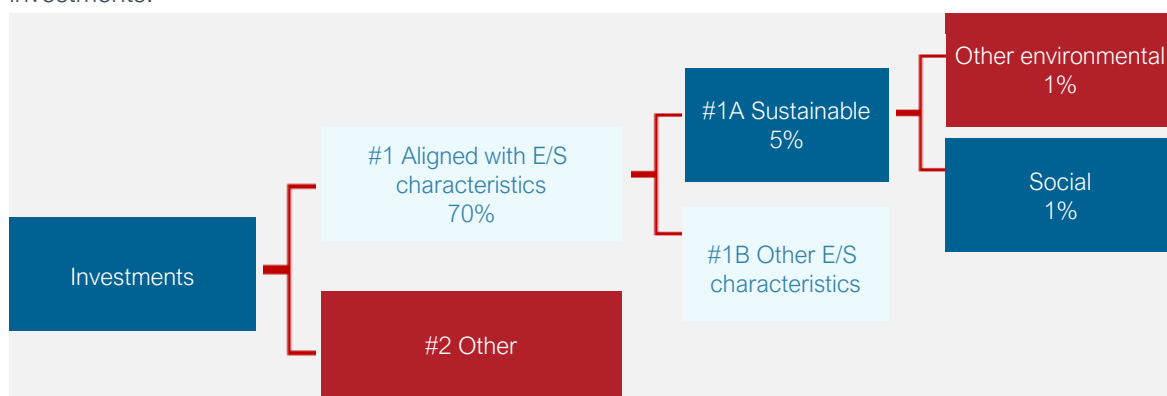 investments.
Investments
#1 Aligned with E/S
characteristics
70%
#2 Other
#1A Sustainable
5%
#1B Other E/S
characteristics
Other environmental
1%
Social
1%